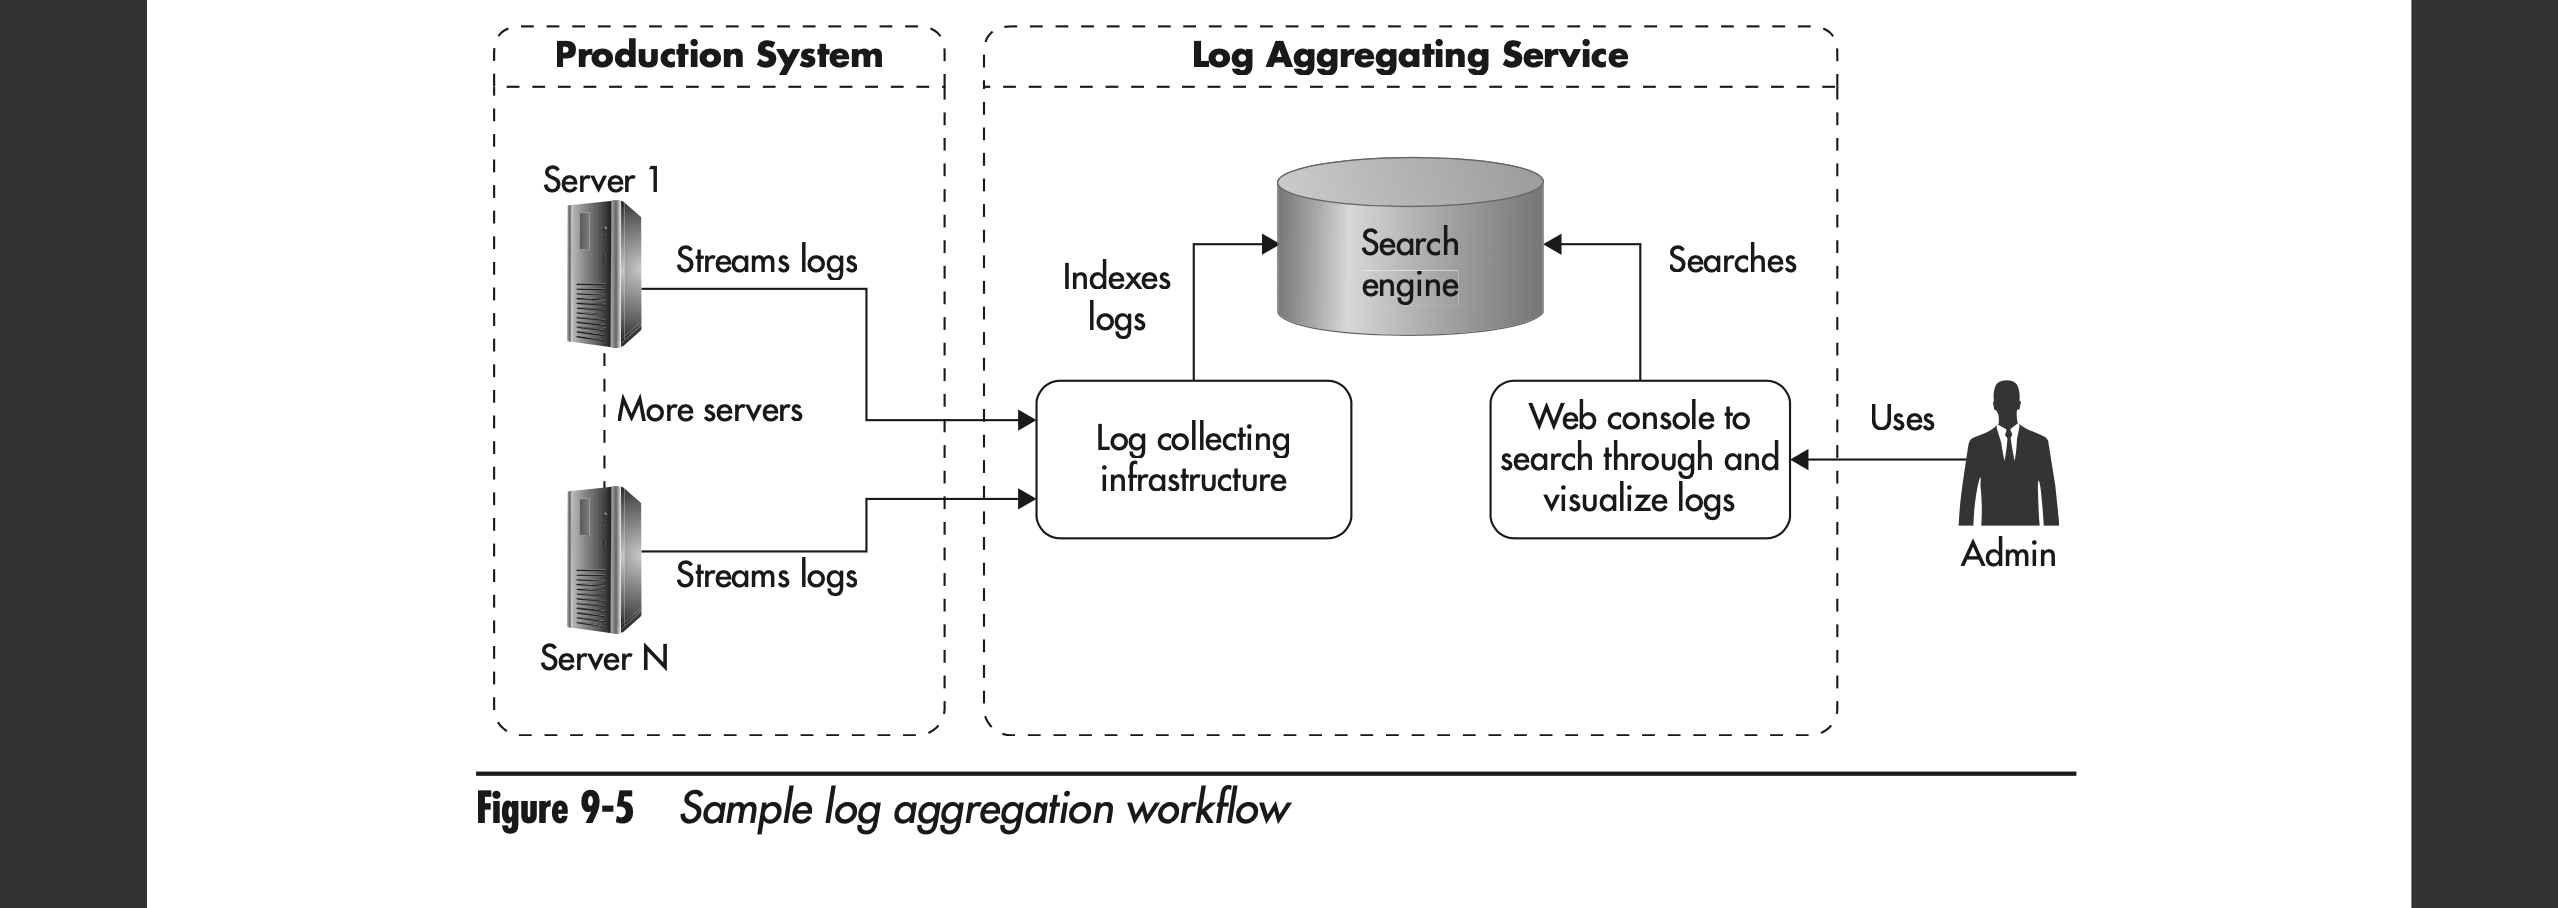 Production System
Log Aggregating Service
Server 1
Streams logs
More servers
Streams logs
Server N
Indexes
logs
Search
engine
Searches
Log collecting
infrastructure
Web console to
search through and
visualize logs
Uses
Admin
Figure 9-5 Sample log aggregation workflow